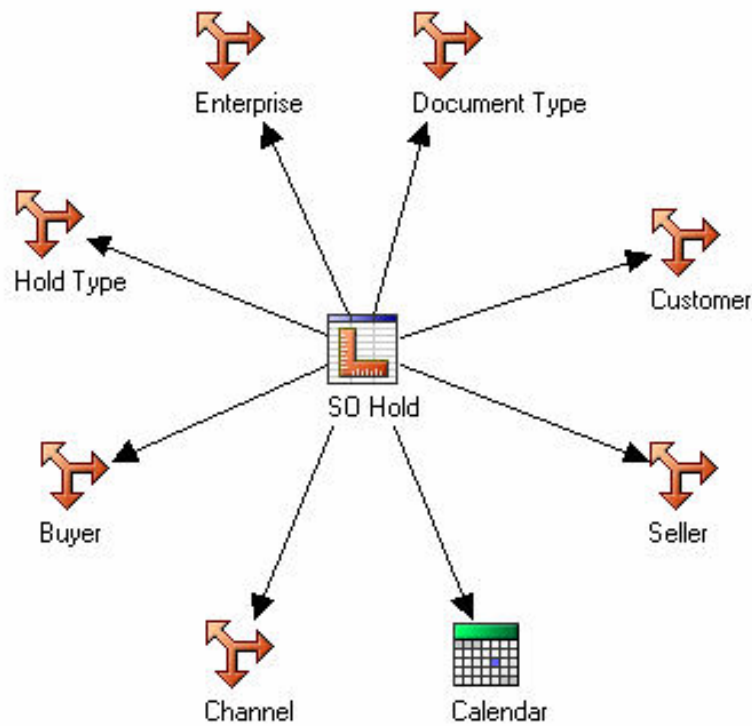 Enterprise
Document Type
Hold Type
Customer
SO Hold
Buyer
Seller
Channel
Calendar